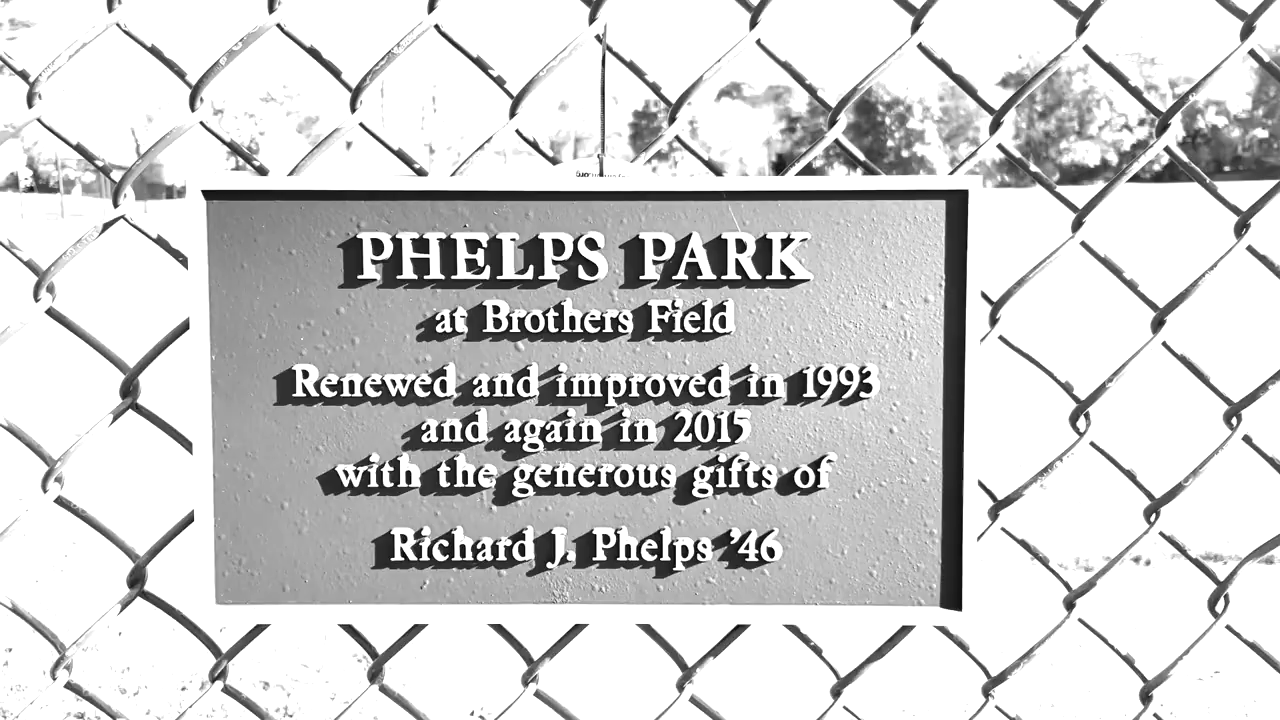 PHELPS PARK
at Brothers Field
Renewed and improved in 1993
and again in 2015
with the generous gifts of
Richard J. Phelps '46